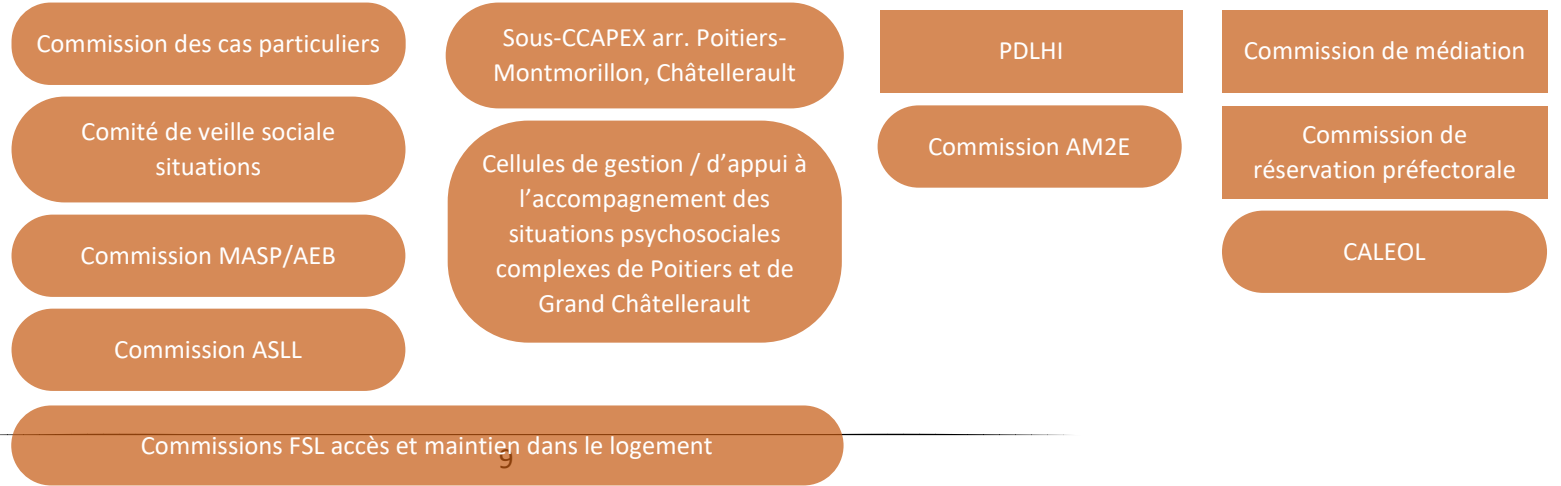 Commission des cas particuliers
Comité de veille sociale
situations
Commission MASP/AEB
Commission ASLL
Sous-CCAPEX arr. Poitiers-
Montmorillon, Châtellerault
Cellules de gestion / d’appui à
l’accompagnement des
situations psychosociales
complexes de Poitiers et de
Grand Châtellerault
PDLHI
Commission AM2E
Commission de médiation
Commission de
réservation préfectorale
CALEOL
Commissions FSL accès et maintien dans le logement
9